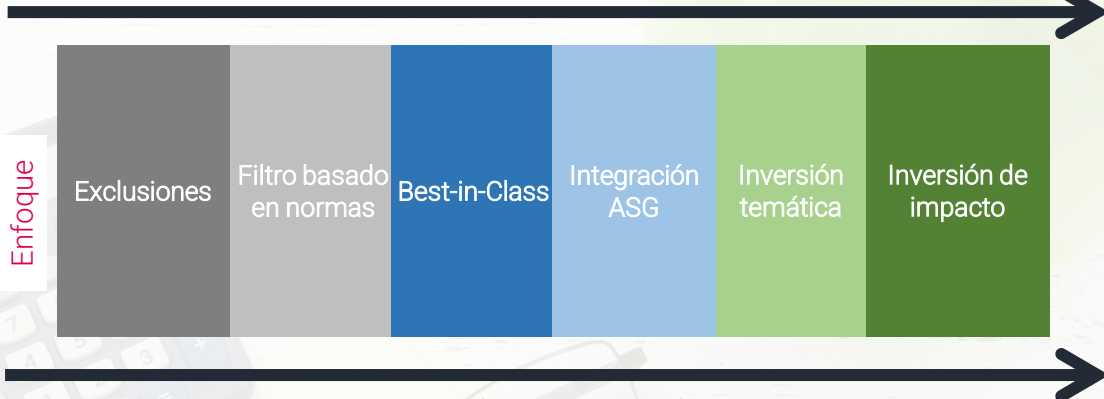 Enfoque
Exclusiones
Filtro basado
en normas
Best-in-Class
Integración
ASG
Inversión
temática
Inversión de
impacto